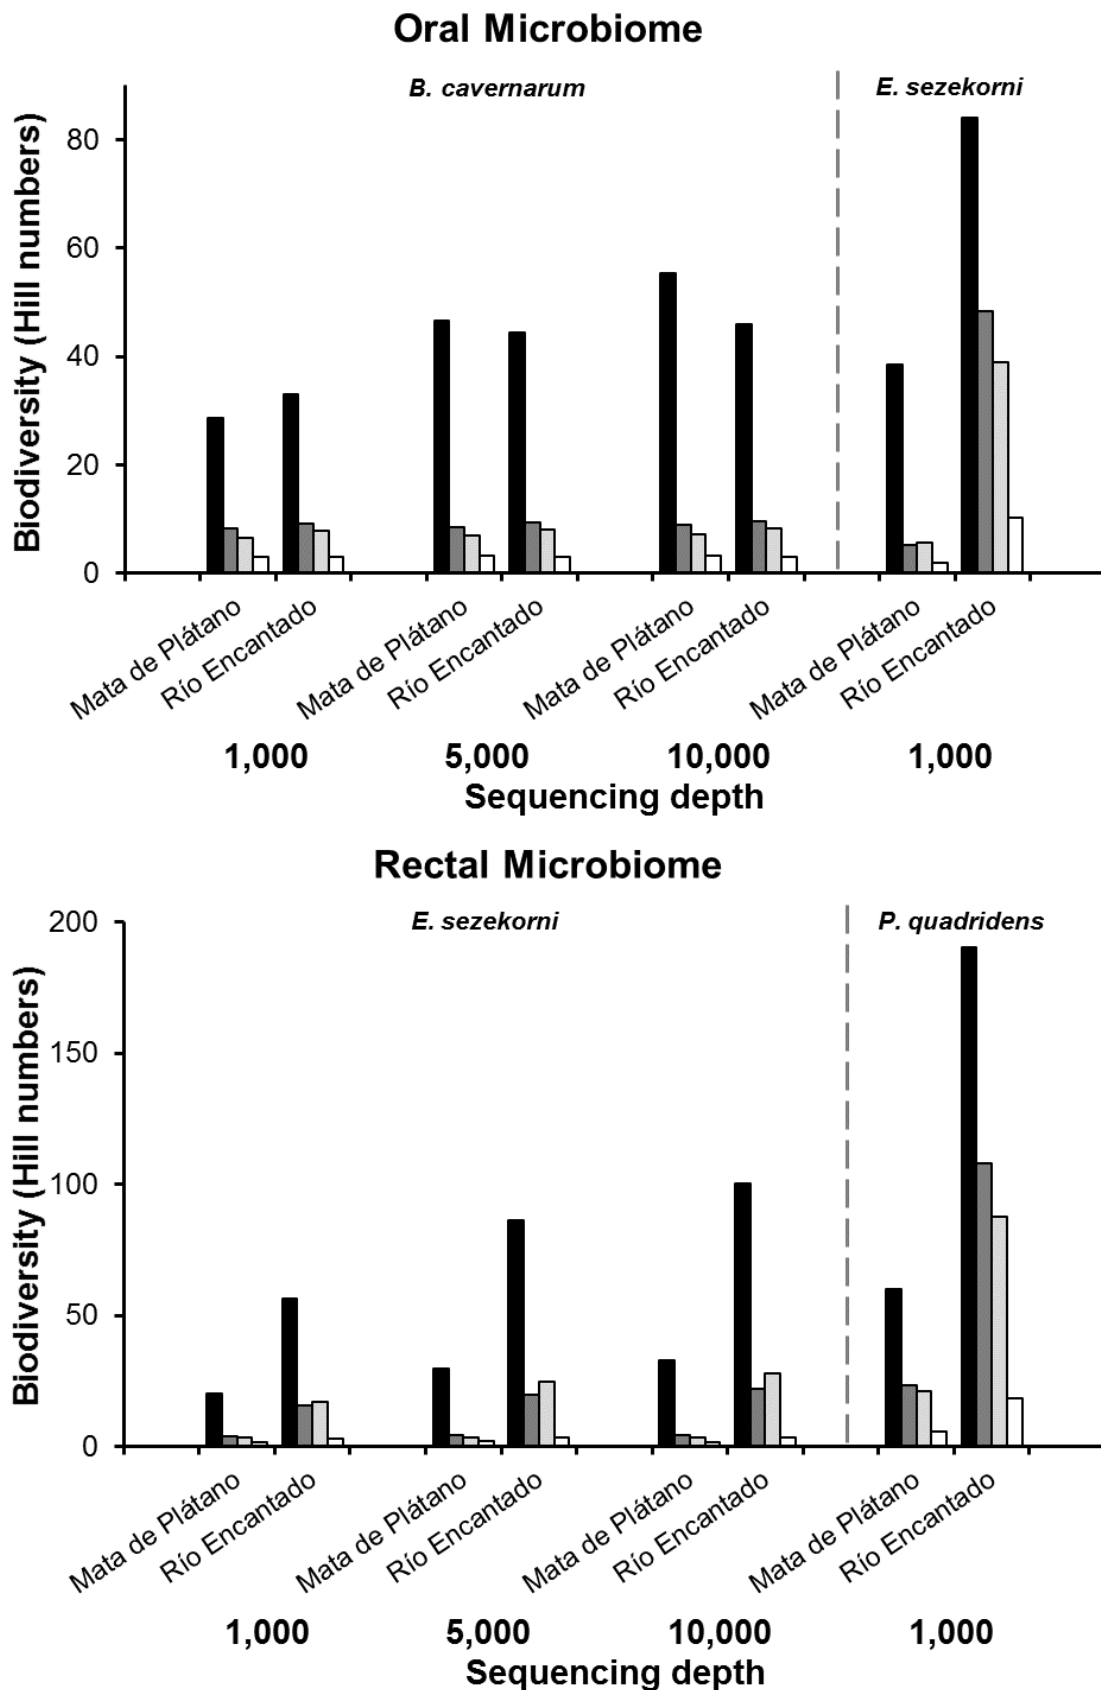 Oral Microbiome
B. cavernarum
E. sezekorni
Biodiversity (Hill numbers)
80
60
40
20
0
Mata de Plátano
Río Encantado
Mata de Plátano
Río Encantado
Mata de Plátano
Río Encantado
Mata de Plátano
Río Encantado
1,000
5,000
10,000
1,000
Sequencing depth
Rectal Microbiome
E. sezekorni
P. quadridens
Biodiversity (Hill numbers)
200
150
100
50
0
Mata de Plátano
Río Encantado
Mata de Plátano
Río Encantado
Mata de Plátano
Río Encantado
Mata de Plátano
Río Encantado
1,000
5,000
10,000
1,000
Sequencing depth